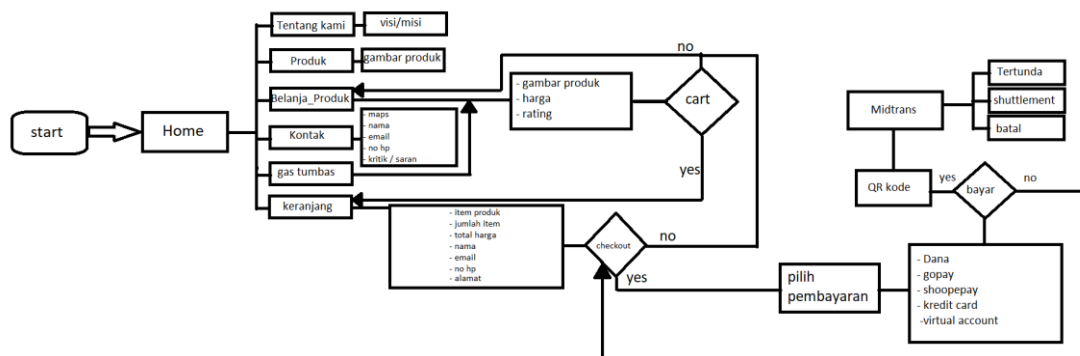 start
Home
Tentang kami
visi/misi
Produk
gambar produk
Belanja_Produk
Kontak
- maps
- nama
- email
- no hp
- kritik / saran
gas tumbas
keranjang
- gambar produk
- harga
- rating
cart
no
yes
- item produk
- jumlah item
- total harga
- nama
- email
- no hp
- alamat
checkout
no
yes
pilih
pembayaran
- Dana
- gopay
- shoopepay
- kredit card
-virtual account
bayar
yes
no
QR kode
Midtrans
Tertunda
shuttlement
batal